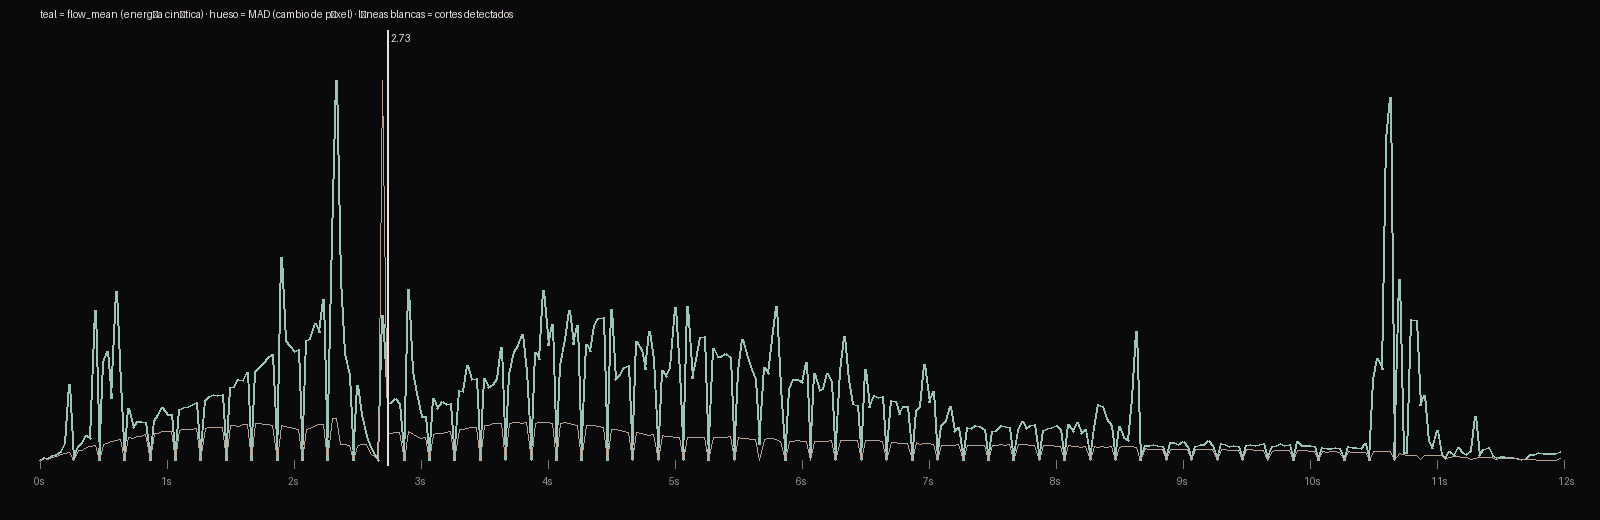 teal = flow_mean (energ□a cin□tica) · hueso = MAD (cambio de p□xel) · l□neas blancas = cortes detectados
2.73
0s 1s 2s 3s 4s 5s 6s 7s 8s 9s 10s 11s 12s